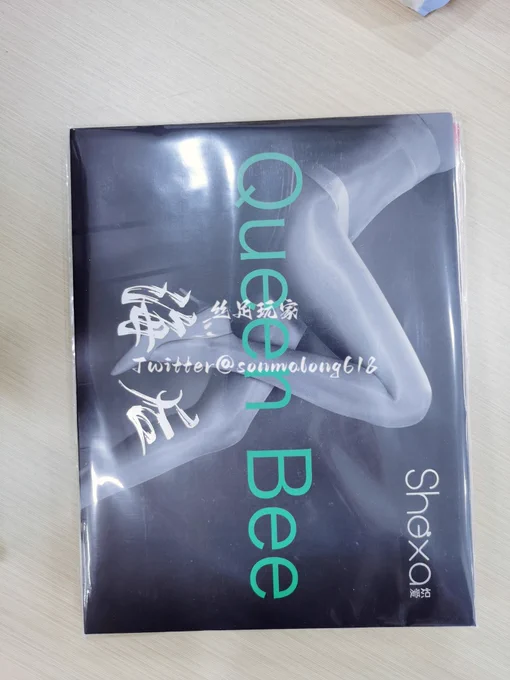 Queen Bee
丝足玩家
Twitter@sonmolong618
Shexa